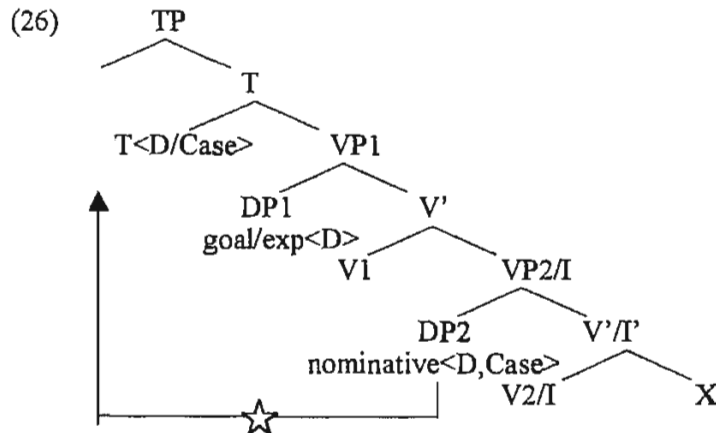 (26) TP
T
T<D/Case> VP1
DP1 V'
goal/exp<D>
V1 VP2/I
DP2 V'/I'
nominative<D,Case>
V2/I X